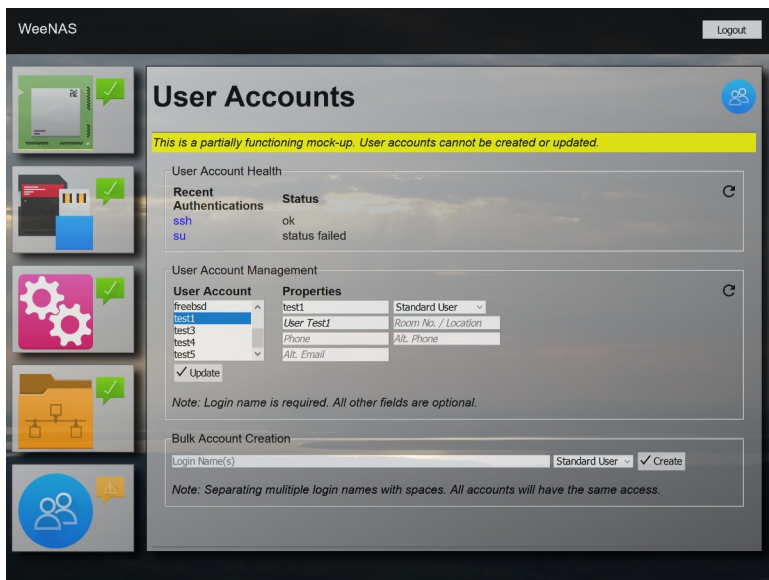 WeeNAS
Logout
User Accounts
This is a partially functioning mock-up. User accounts cannot be created or updated.
User Account Health
Recent Authentications
Status
ssh
ok
su
status failed
User Account Management
User Account
Properties
freebsd
test1
test3
test4
test5
test1
Standard User
User Test1
Room No. / Location
Phone
Alt. Phone
Alt. Email
✓ Update
Note: Login name is required. All other fields are optional.
Bulk Account Creation
Login Name(s)
Standard User
✓ Create
Note: Separating mulitiple login names with spaces. All accounts will have the same access.